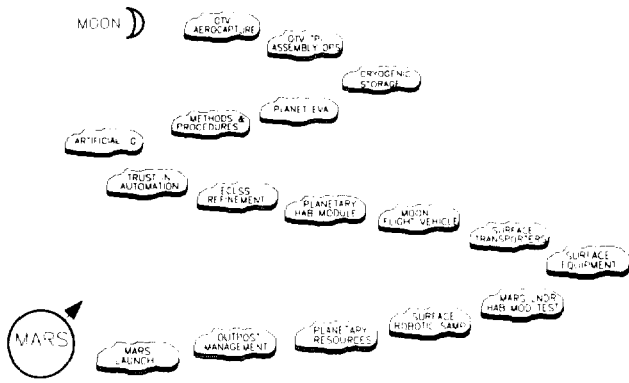 MOON
OTV
AEROCAPTURE
OTV
ASSEMBLY OPS
CRYOGENIC
STORAGE
PLANET EVA
METHODS &
PROCEDURES
ARTIFICIAL G
TRUST IN
AUTOMATION
ECLSS
REFINEMENT
PLANETARY
HAB MODULE
MOON
FLIGHT VEHICLE
SURFACE
TRANSPORTERS
SURFACE
EQUIPMENT
MARS LNDR
HAB MOD TEST
SURFACE
ROBOTIC SAMP
PLANETARY
RESOURCES
OUTPOST
MANAGEMENT
MARS
LAUNCH
MARS